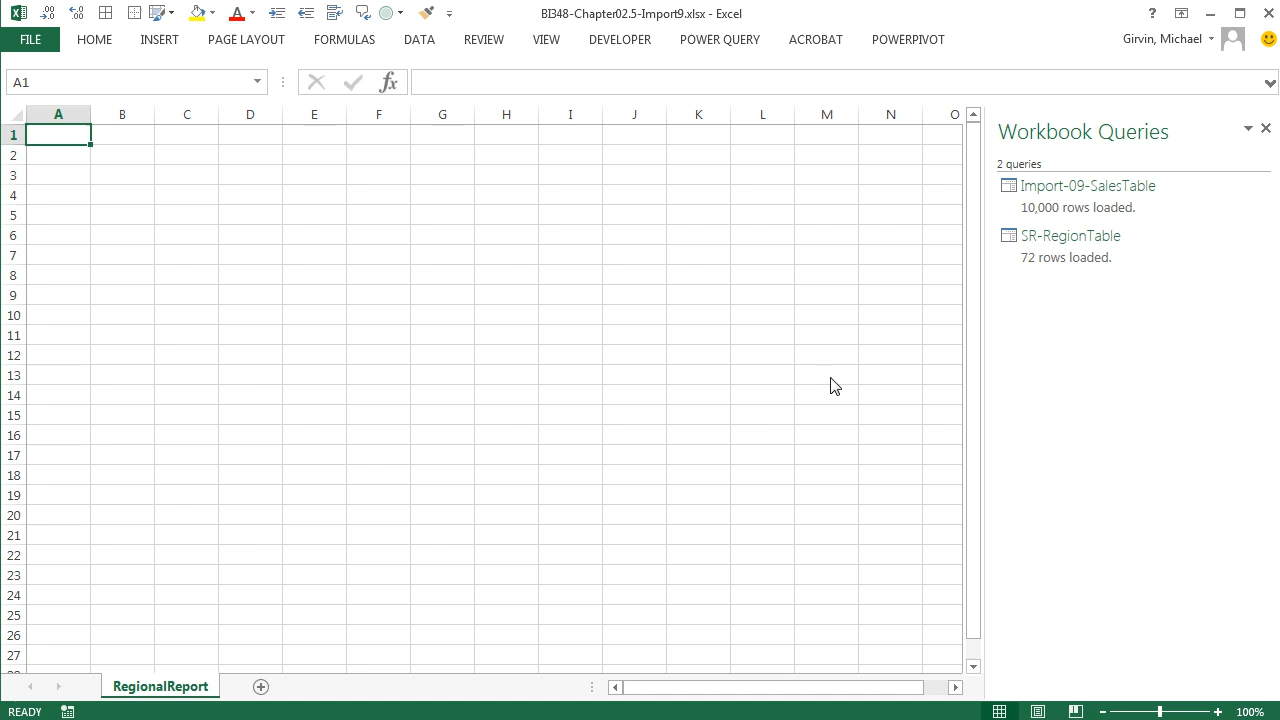 BI348-Chapter02.5-Import9.xlsx - Excel
FILE HOME INSERT PAGE LAYOUT FORMULAS DATA REVIEW VIEW DEVELOPER POWER QUERY ACROBAT POWERPIVOT Girvin, Michael
A1 fx
A B C D E F G H I J K L M N O
1
2
3
4
5
6
7
8
9
10
11
12
13
14
15
16
17
18
19
20
21
22
23
24
25
26
27
28
Workbook Queries
2 queries
Import-09-SalesTable
10,000 rows loaded.
SR-RegionTable
72 rows loaded.
RegionalReport
READY 100%